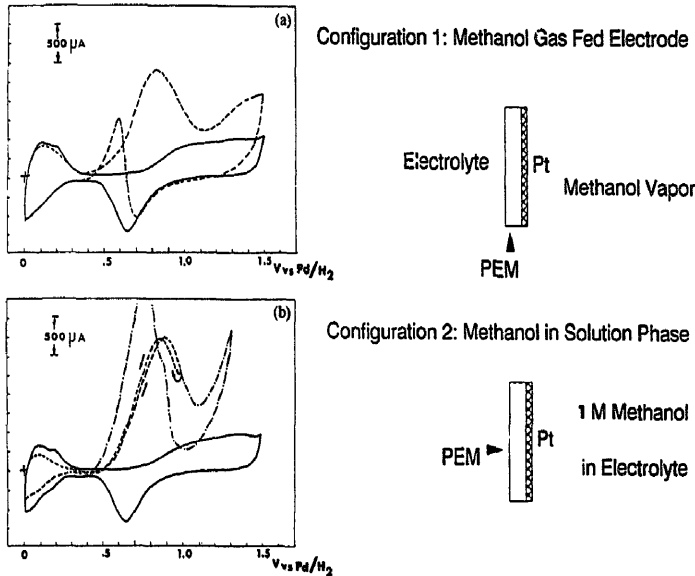 (a)
500 µA
Configuration 1: Methanol Gas Fed Electrode
Electrolyte
Pt
Methanol Vapor
PEM
0 .5 1.0 1.5
V vs Pd/H2
(b)
500 µA
Configuration 2: Methanol in Solution Phase
1 M Methanol
PEM
Pt
in Electrolyte
0 .5 1.0 1.5
V vs Pd/H2